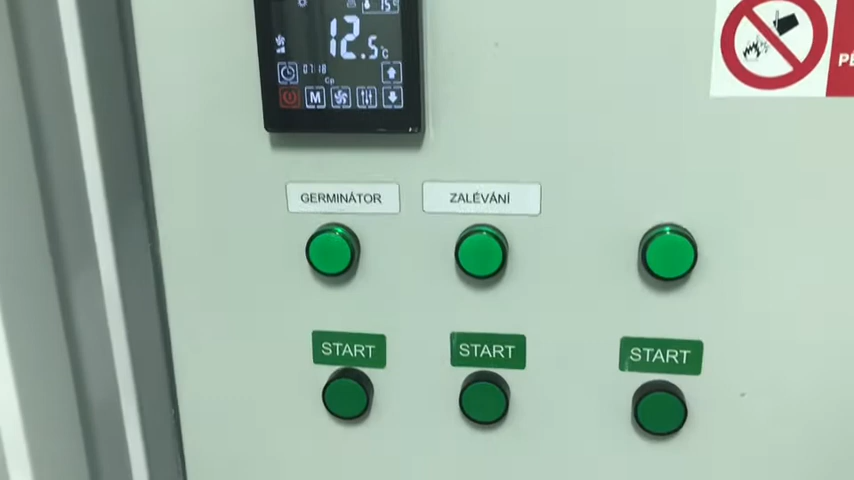 15°
12.5°C
07:18
M
GERMINÁTOR
ZALÉVÁNÍ
START
START
START